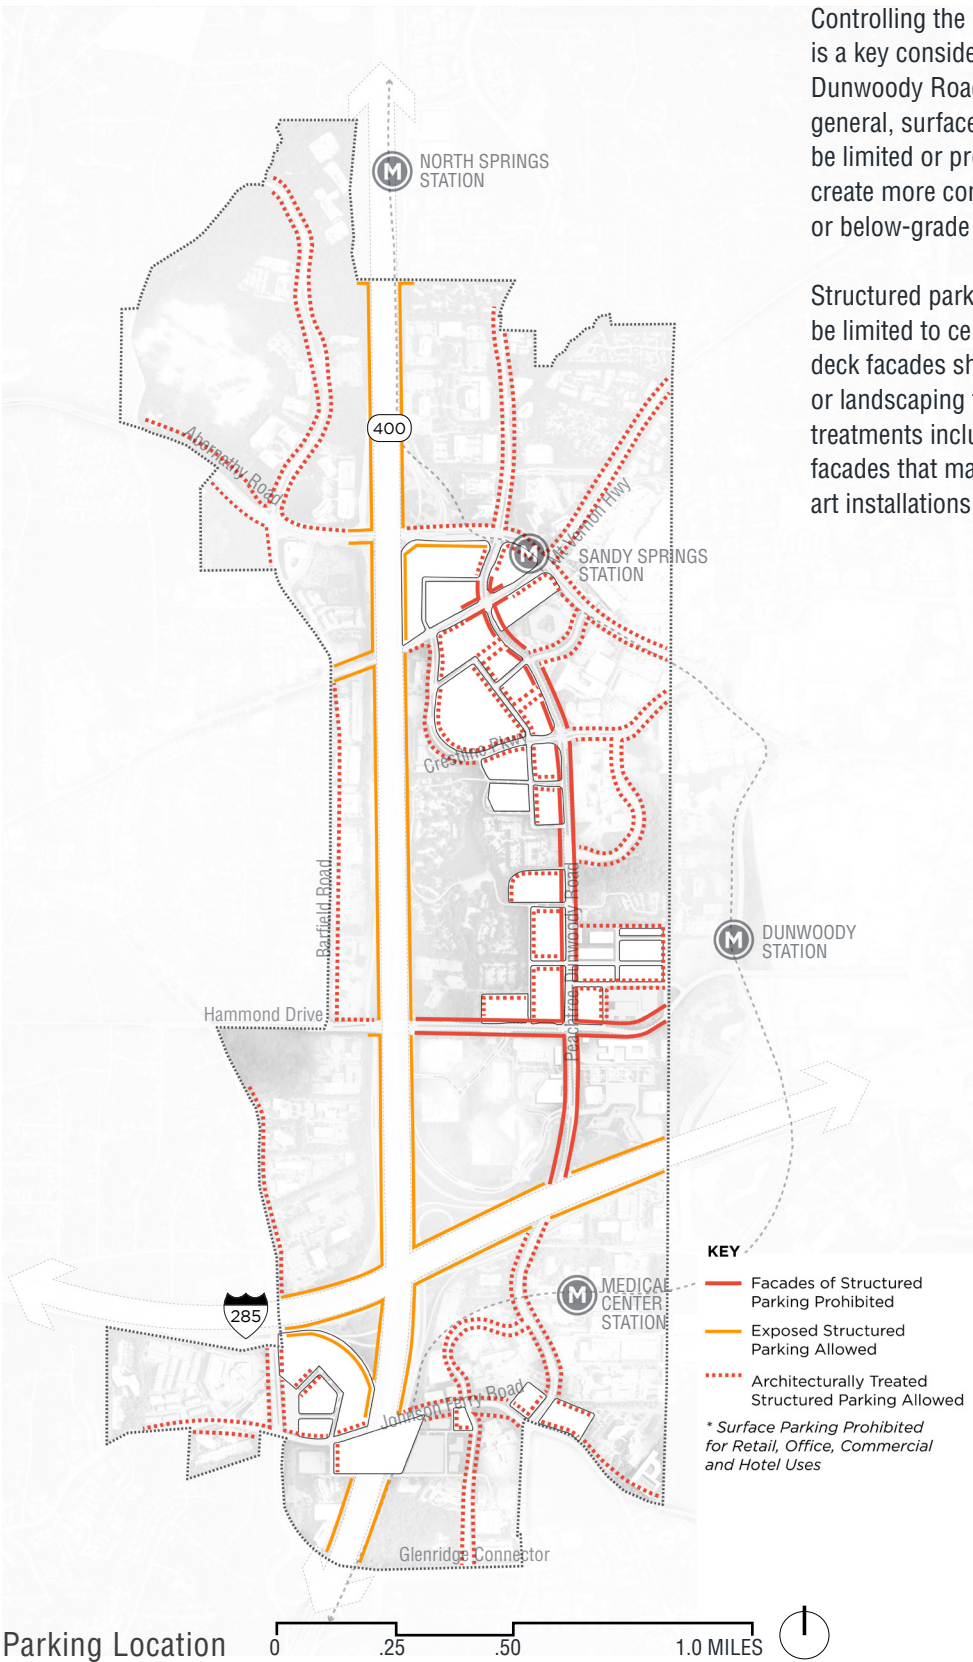 Controlling the
is a key conside
Dunwoody Roa
general, surface
be limited or pr
create more co
or below-grade
Structured park
be limited to ce
deck facades sh
or landscaping
treatments inclu
facades that ma
art installations
M
NORTH SPRINGS
STATION
400
Abernathy Road
Vernon Hwy
M
SANDY SPRINGS
STATION
Crestline Pkwy
Barfield Road
Peachtree Dunwoody Road
M
DUNWOODY
STATION
Hammond Drive
M
MEDICAL
CENTER
STATION
285
Johnson Ferry Road
Glenridge Connector
KEY
Facades of Structured
Parking Prohibited
Exposed Structured
Parking Allowed
Architecturally Treated
Structured Parking Allowed
* Surface Parking Prohibited
for Retail, Office, Commercial
and Hotel Uses
Parking Location
0 .25 .50 1.0 MILES